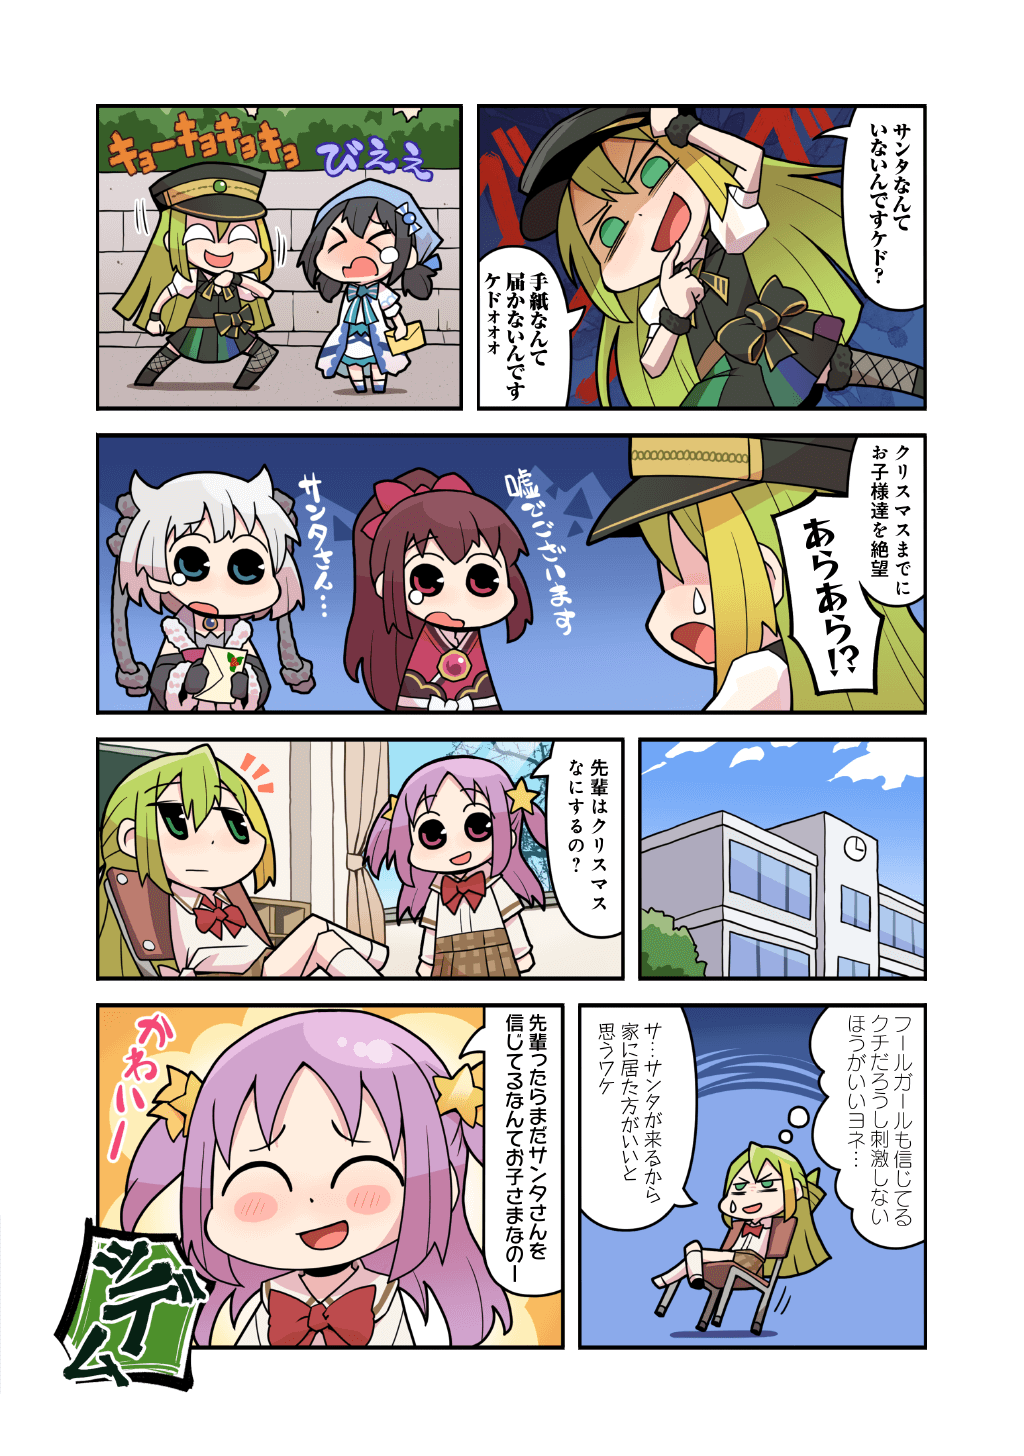 サンタなんて
いないんですケド?
手紙なんて
届かないんです
ケドォォォ
キョーキョキョキョ
びええ
クリスマスまでに
お子様達を絶望
あらあら!?
嘘でございます
サンタさん…
先輩はクリスマス
なにするの?
フールガールも信じてる
クチだろうし刺激しない
ほうがいいヨネ…
サ…サンタが来るから
家に居た方がいいと
思うワケ
先輩ったらまだサンタさんを
信じてるなんてお子さまなのー
かわいー
ツデイム